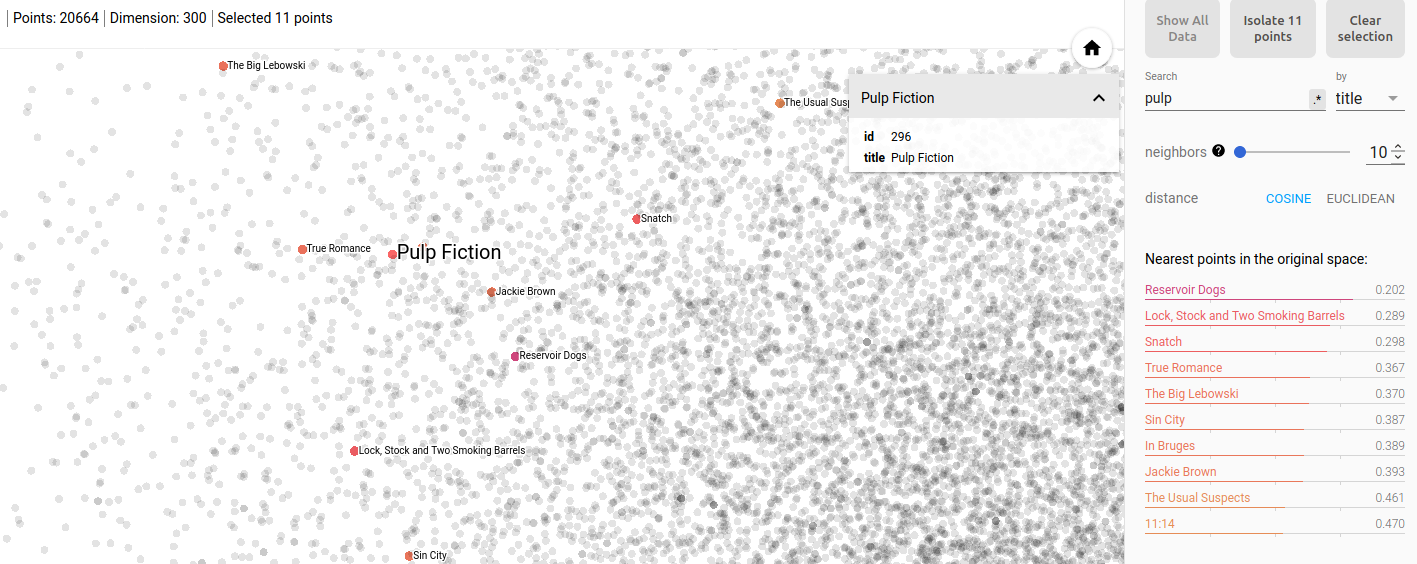 Points: 20664 | Dimension: 300 | Selected 11 points
The Big Lebowski
The Usual Susp
Pulp Fiction
id 296
title Pulp Fiction
Snatch
True Romance
Pulp Fiction
Jackie Brown
Reservoir Dogs
Lock, Stock and Two Smoking Barrels
Sin City
Show All
Data
Isolate 11
points
Clear
selection
Search
by
pulp
.*
title
neighbors ? 10
distance COSINE EUCLIDEAN
Nearest points in the original space:
Reservoir Dogs 0.202
Lock, Stock and Two Smoking Barrels 0.289
Snatch 0.298
True Romance 0.367
The Big Lebowski 0.370
Sin City 0.387
In Bruges 0.389
Jackie Brown 0.393
The Usual Suspects 0.461
11:14 0.470